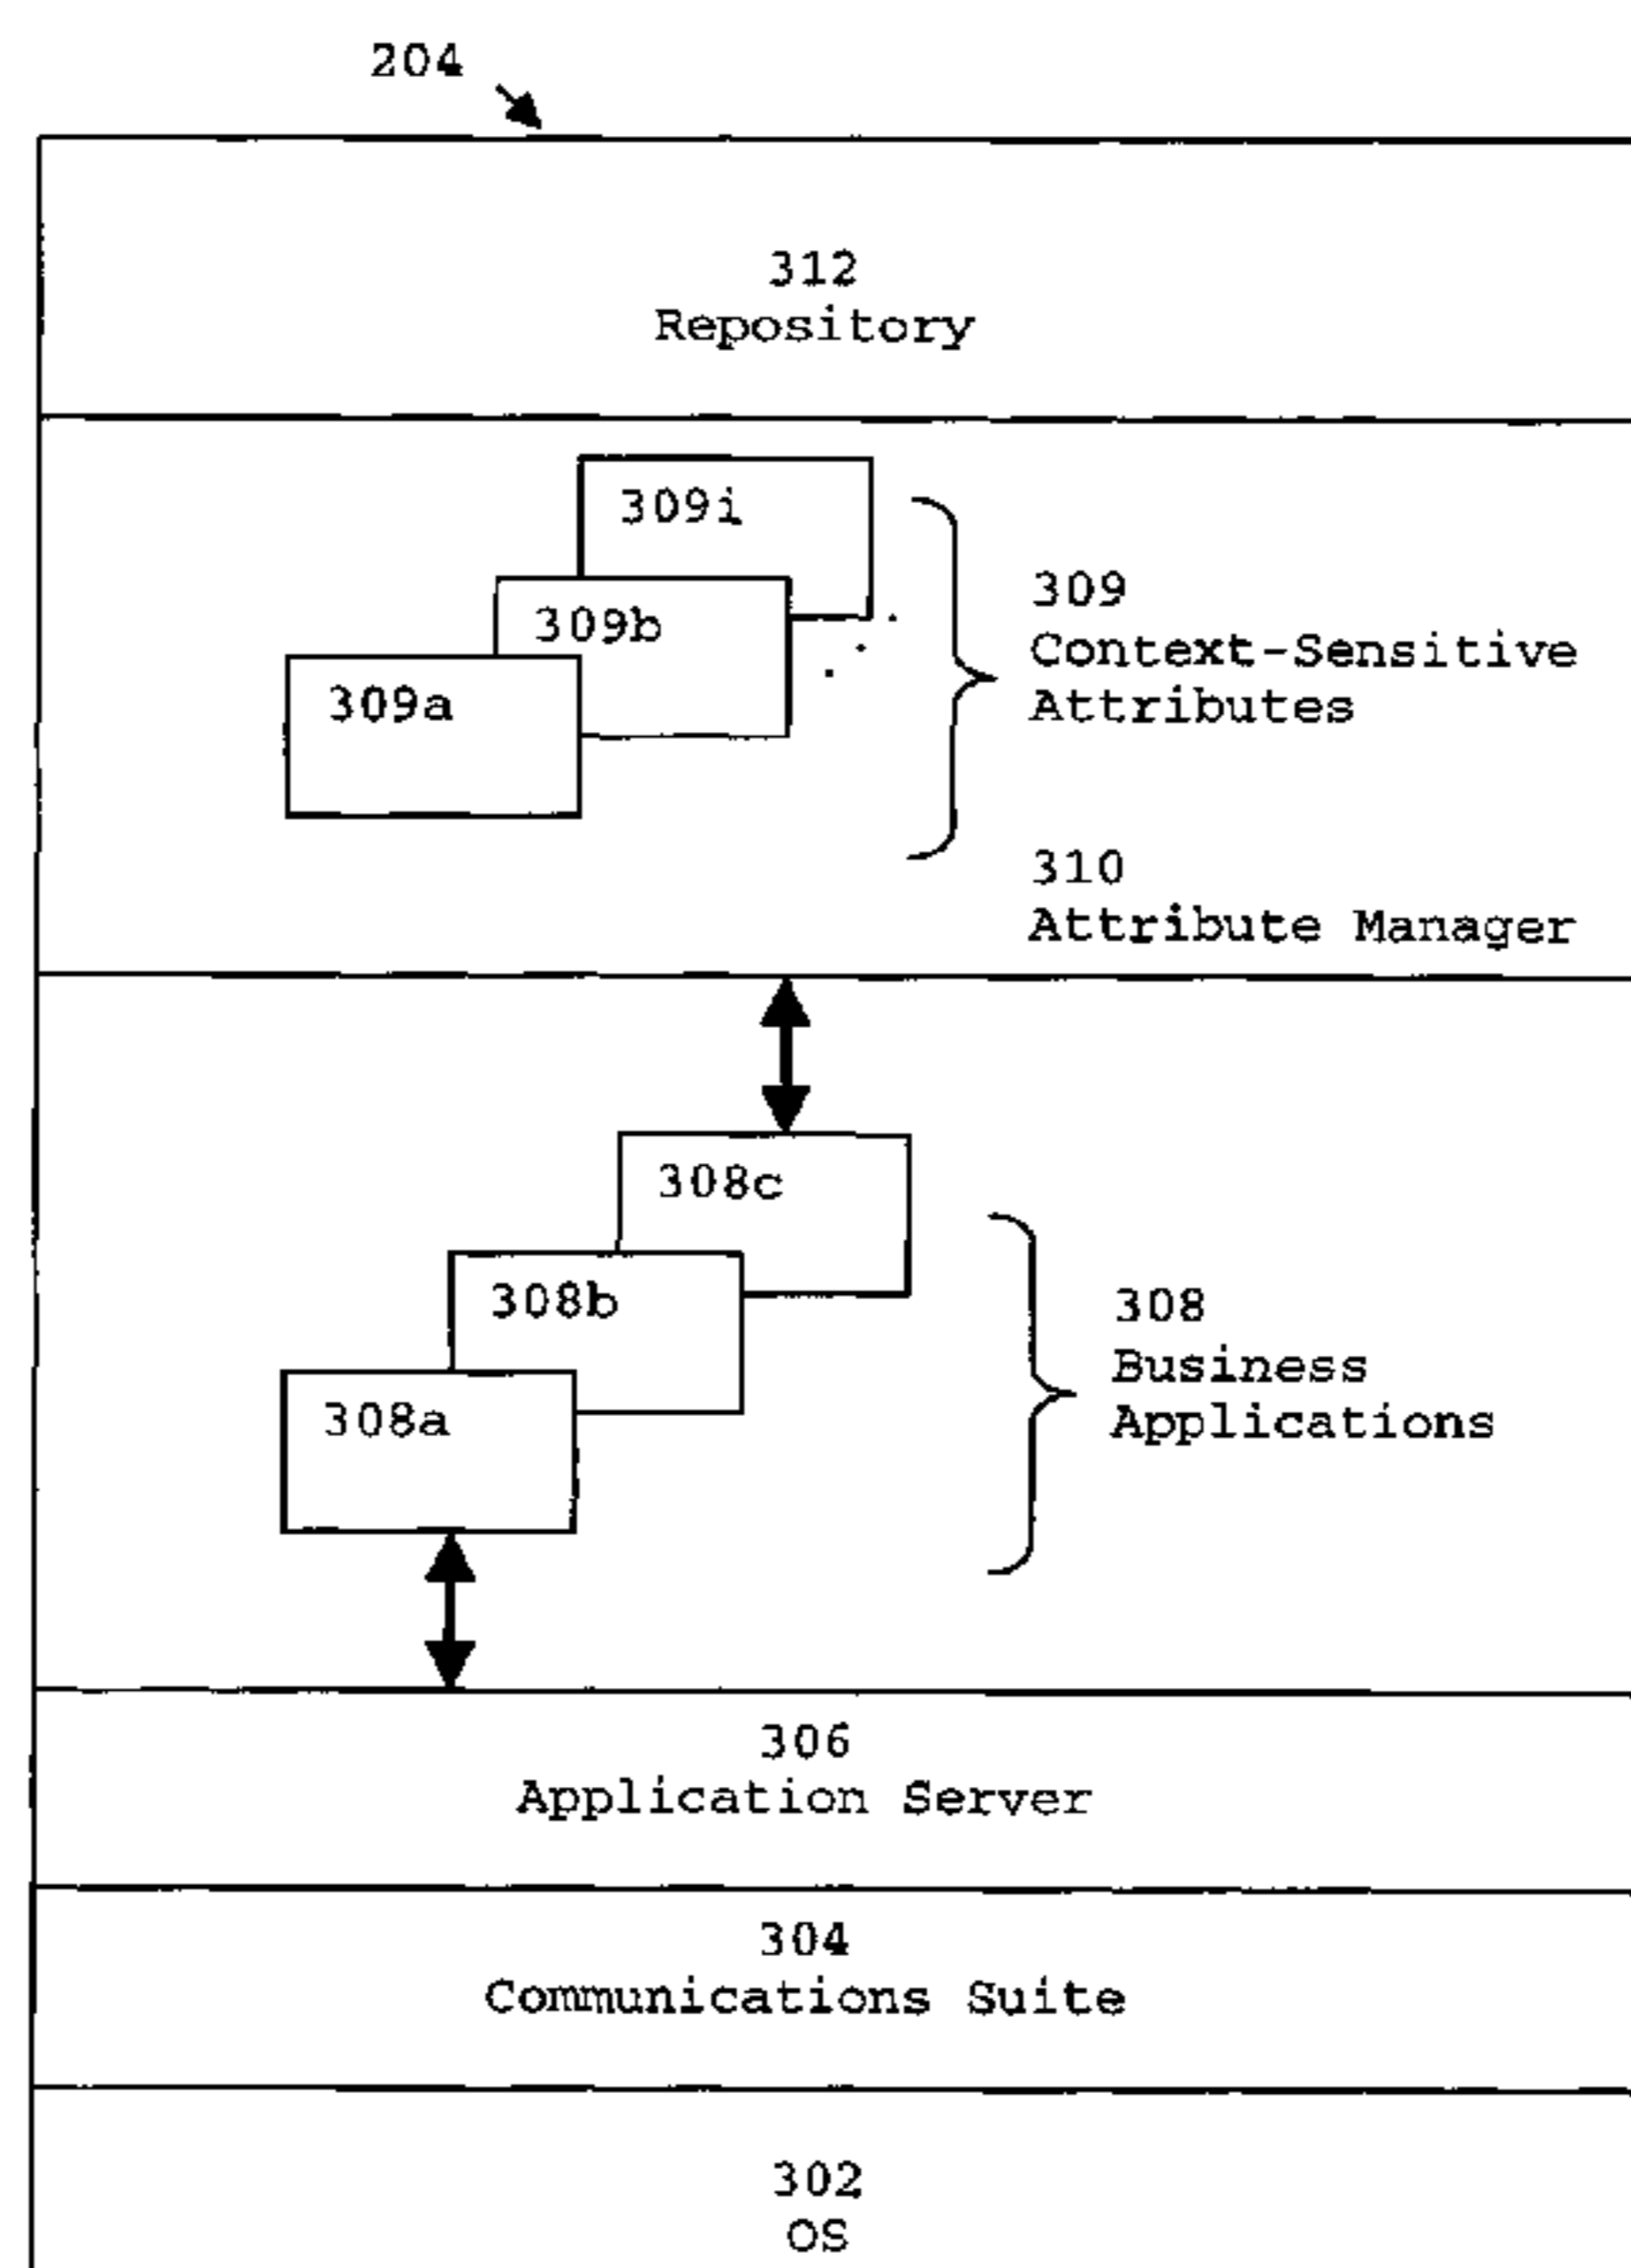 204
312
Repository
309i
309b
309a
309
Context-Sensitive
Attributes
310
Attribute Manager
308c
308b
308a
308
Business
Applications
306
Application Server
304
Communications Suite
302
OS